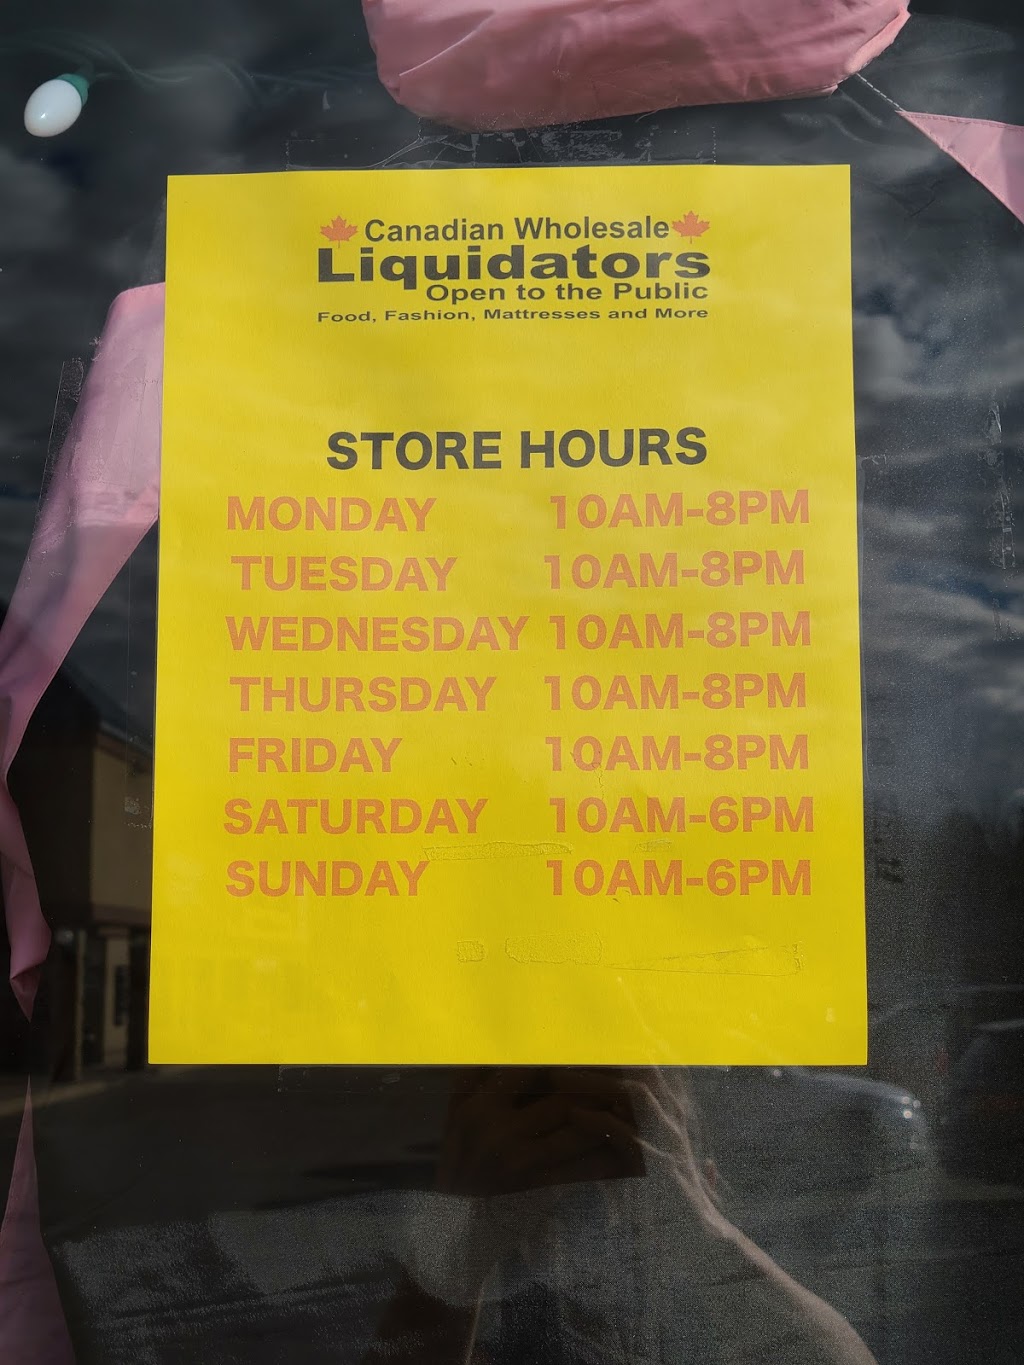 Canadian Wholesale
Liquidators
Open to the Public
Food, Fashion, Mattresses and More
STORE HOURS
MONDAY 10AM-8PM
TUESDAY 10AM-8PM
WEDNESDAY 10AM-8PM
THURSDAY 10AM-8PM
FRIDAY 10AM-8PM
SATURDAY 10AM-6PM
SUNDAY 10AM-6PM